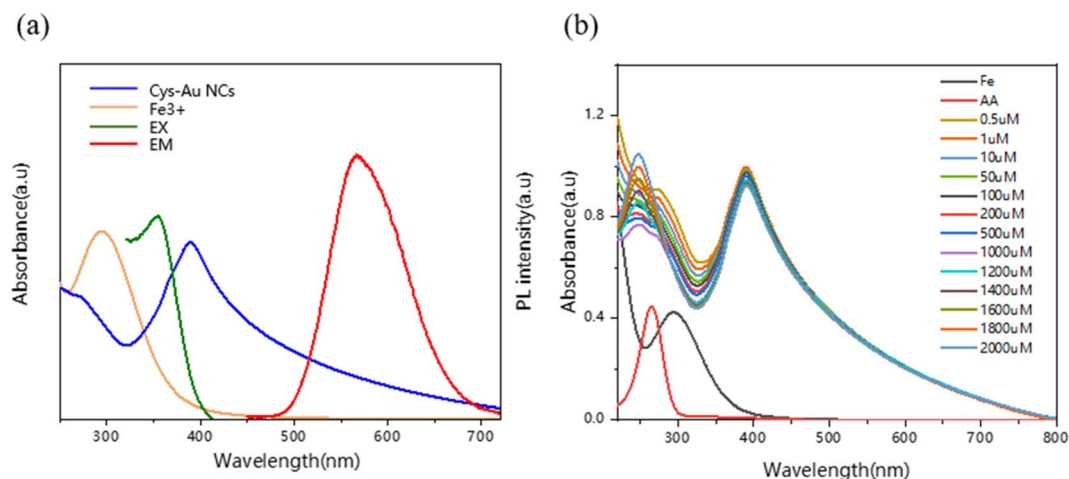 (a)
(b)
Cys-Au NCs
Fe3+
EX
EM
Absorbance(a.u)
PL intensity(a.u)
300
400
500
600
700
Wavelength(nm)
Absorbance(a.u)
1.2
0.8
0.4
0.0
Fe
AA
0.5uM
1uM
10uM
50uM
100uM
200uM
500uM
1000uM
1200uM
1400uM
1600uM
1800uM
2000uM
300
400
500
600
700
800
Wavelength(nm)